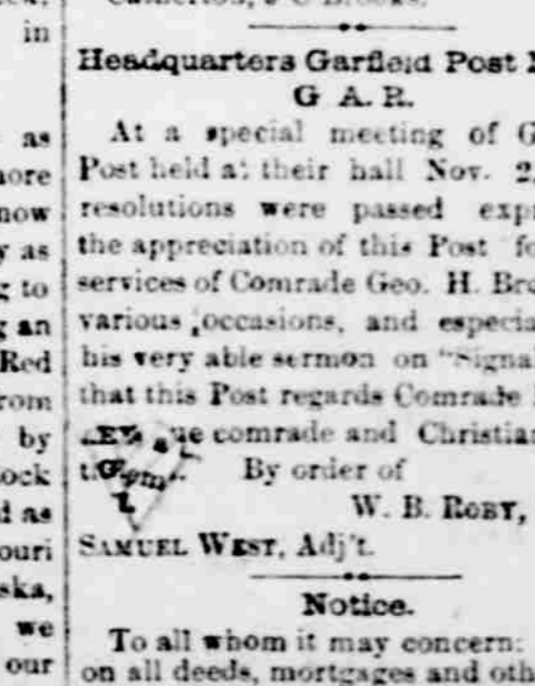 in
as
now
as
to
an
Red
rom
by
ock
as
ouri
ska,
we
our
Headquarters Garfield Post
G A. R.
At a special meeting of G
Post held at their hall Nov. 2,
resolutions were passed exp
the appreciation of this Post fo
services of Comrade Geo. H. Br
various occasions, and especia
his very able sermon on "Signal
that this Post regards Comrade
comrade and Christian
By order of
W. B. ROBY,
SAMUEL WEST, Adj't.
Notice.
To all whom it may concern:
on all deeds, mortgages and oth